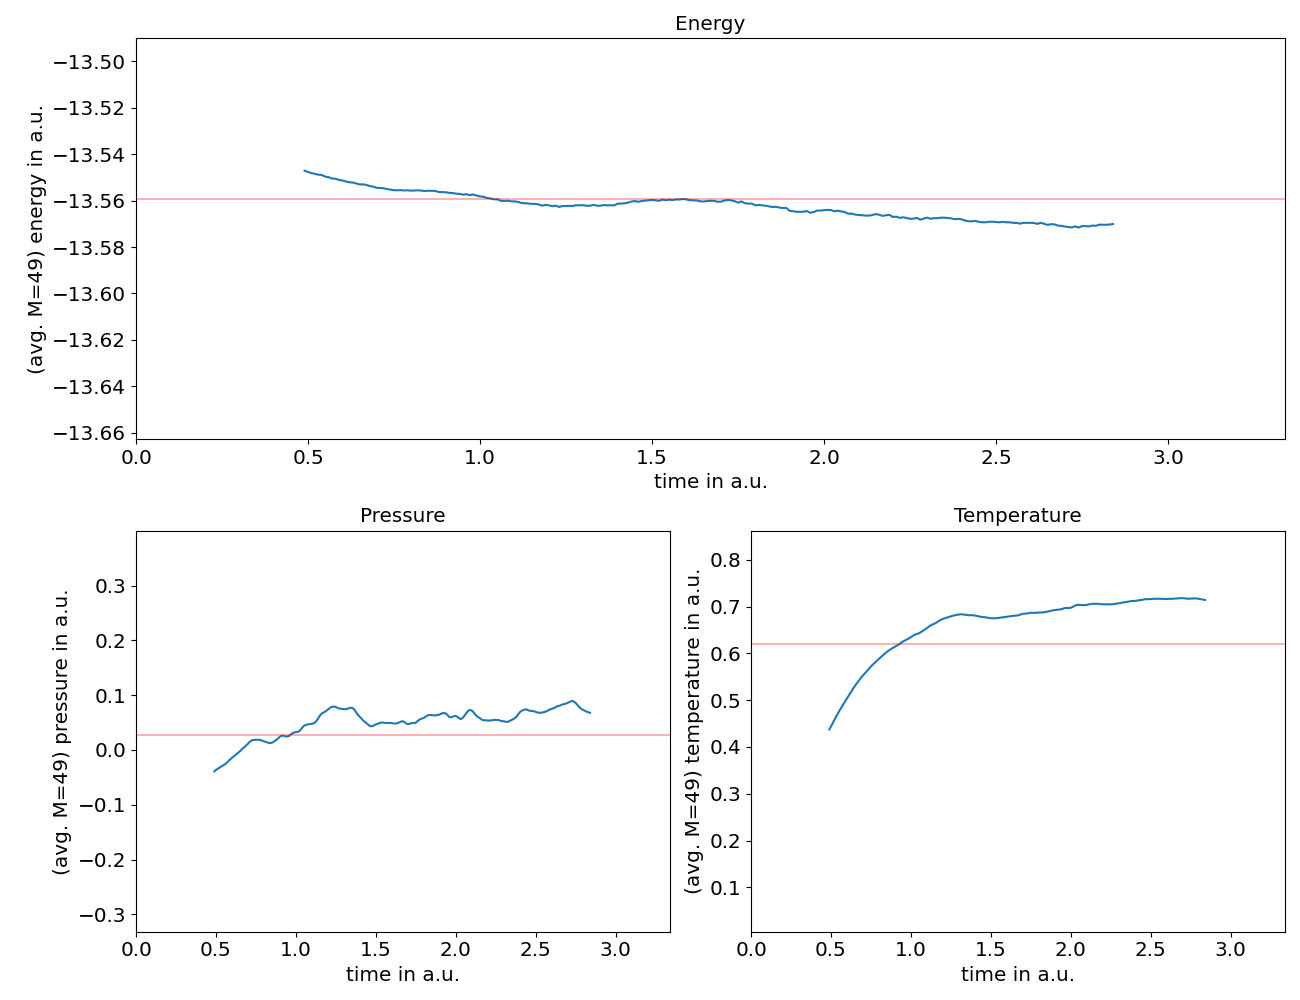 Energy
(avg. M=49) energy in a.u.
−13.50
−13.52
−13.54
−13.56
−13.58
−13.60
−13.62
−13.64
−13.66
0.0 0.5 1.0 1.5 2.0 2.5 3.0
time in a.u.
Pressure
(avg. M=49) pressure in a.u.
0.3
0.2
0.1
0.0
−0.1
−0.2
−0.3
0.0 0.5 1.0 1.5 2.0 2.5 3.0
time in a.u.
Temperature
(avg. M=49) temperature in a.u.
0.8
0.7
0.6
0.5
0.4
0.3
0.2
0.1
0.0 0.5 1.0 1.5 2.0 2.5 3.0
time in a.u.